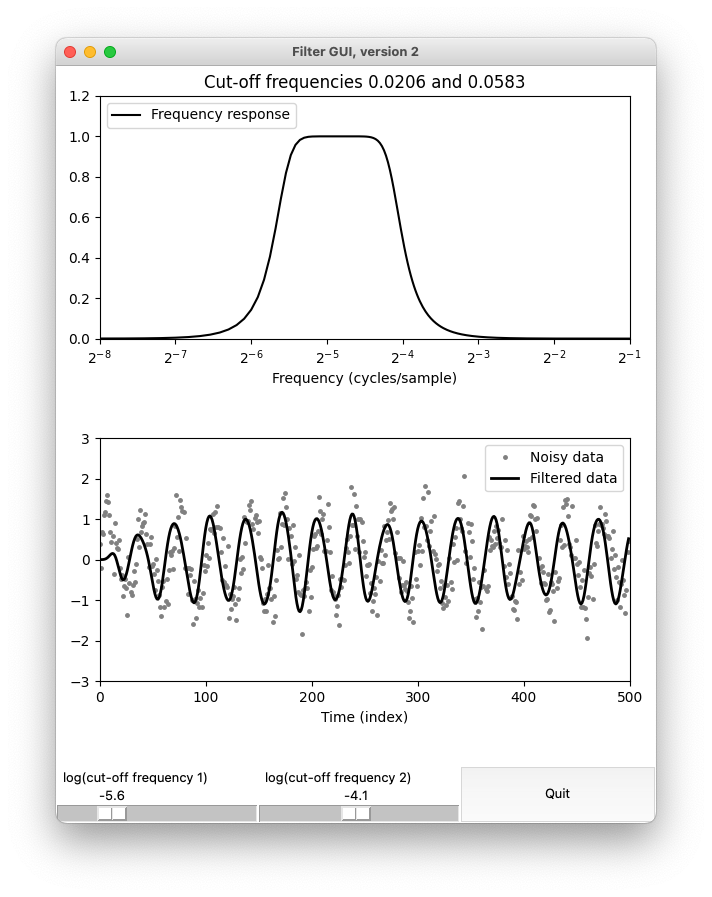 Filter GUI, version 2
Cut-off frequencies 0.0206 and 0.0583
1.2
Frequency response
1.0
0.8
0.6
0.4
0.2
0.0
2⁻⁸ 2⁻⁷ 2⁻⁶ 2⁻⁵ 2⁻⁴ 2⁻³ 2⁻² 2⁻¹
Frequency (cycles/sample)
3
Noisy data
2
Filtered data
1
0
−1
−2
−3
0 100 200 300 400 500
Time (index)
log(cut-off frequency 1) log(cut-off frequency 2)
-5.6 -4.1 Quit